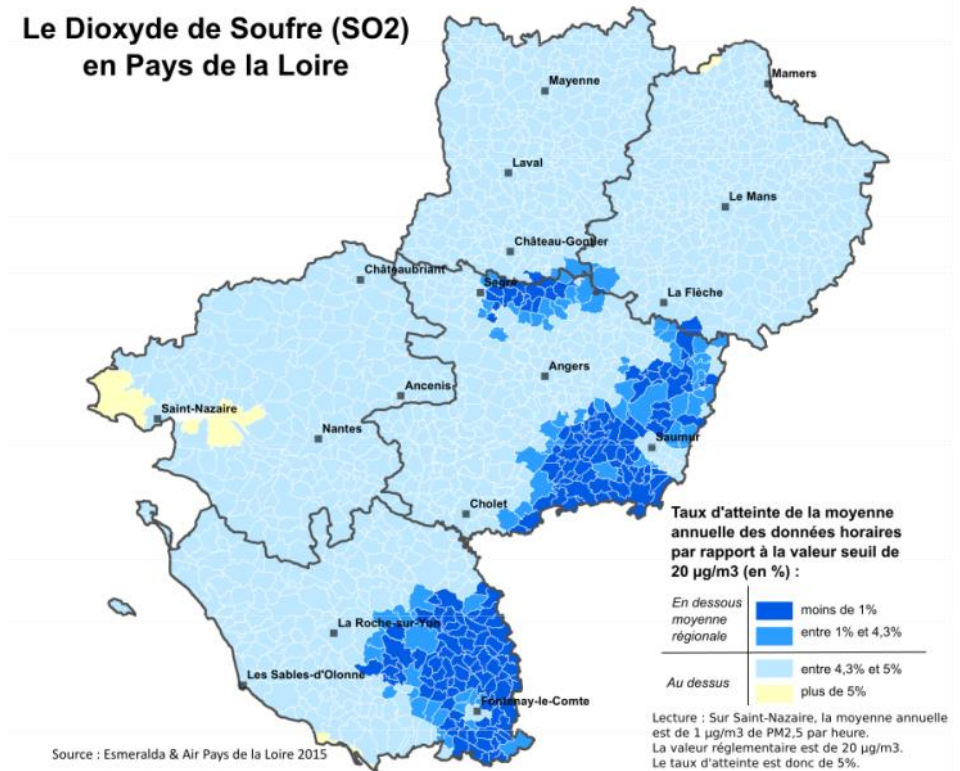 Le Dioxyde de Soufre (SO2)
en Pays de la Loire
Mayenne
Mamers
Laval
Le Mans
Château-Gontier
Châteaubriant
Segré
La Flèche
Angers
Ancenis
Saint-Nazaire
Nantes
Saumur
Cholet
La Roche-sur-Yon
Les Sables-d'Olonne
Fontenay-le-Comte
Taux d'atteinte de la moyenne
annuelle des données horaires
par rapport à la valeur seuil de
20 µg/m3 (en %) :
En dessous
moyenne
régionale
moins de 1%
entre 1% et 4,3%
Au dessus
entre 4,3% et 5%
plus de 5%
Lecture : Sur Saint-Nazaire, la moyenne annuelle
est de 1 µg/m3 de PM2,5 par heure.
La valeur réglementaire est de 20 µg/m3.
Le taux d'atteinte est donc de 5%.
Source : Esmeralda & Air Pays de la Loire 2015